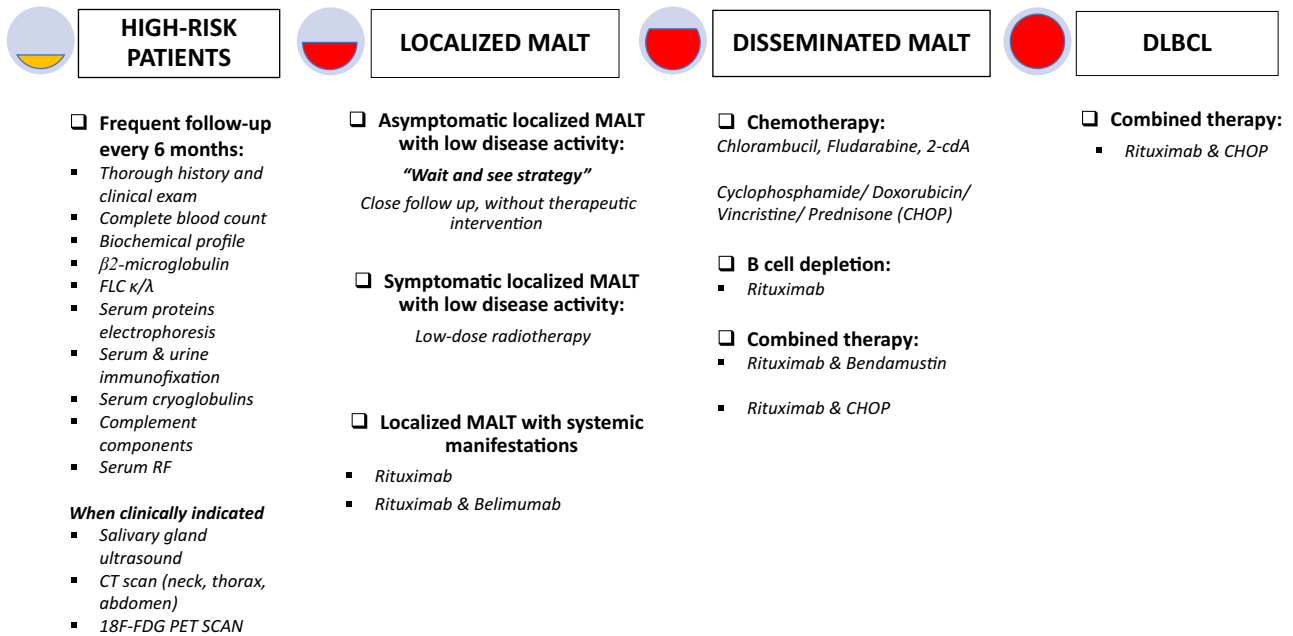 HIGH-RISK
PATIENTS
❑ Frequent follow-up
every 6 months:
▪ Thorough history and
clinical exam
▪ Complete blood count
▪ Biochemical profile
▪ β2-microglobulin
▪ FLC κ/λ
▪ Serum proteins
electrophoresis
▪ Serum & urine
immunofixation
▪ Serum cryoglobulins
▪ Complement
components
▪ Serum RF
When clinically indicated
▪ Salivary gland
ultrasound
▪ CT scan (neck, thorax,
abdomen)
▪ 18F-FDG PET SCAN
LOCALIZED MALT
❑ Asymptomatic localized MALT
with low disease activity:
“Wait and see strategy”
Close follow up, without therapeutic
intervention
❑ Symptomatic localized MALT
with low disease activity:
Low-dose radiotherapy
❑ Localized MALT with systemic
manifestations
▪ Rituximab
▪ Rituximab & Belimumab
DISSEMINATED MALT
❑ Chemotherapy:
Chlorambucil, Fludarabine, 2-cdA
Cyclophosphamide/ Doxorubicin/
Vincristine/ Prednisone (CHOP)
❑ B cell depletion:
▪ Rituximab
❑ Combined therapy:
▪ Rituximab & Bendamustin
▪ Rituximab & CHOP
DLBCL
❑ Combined therapy:
▪ Rituximab & CHOP